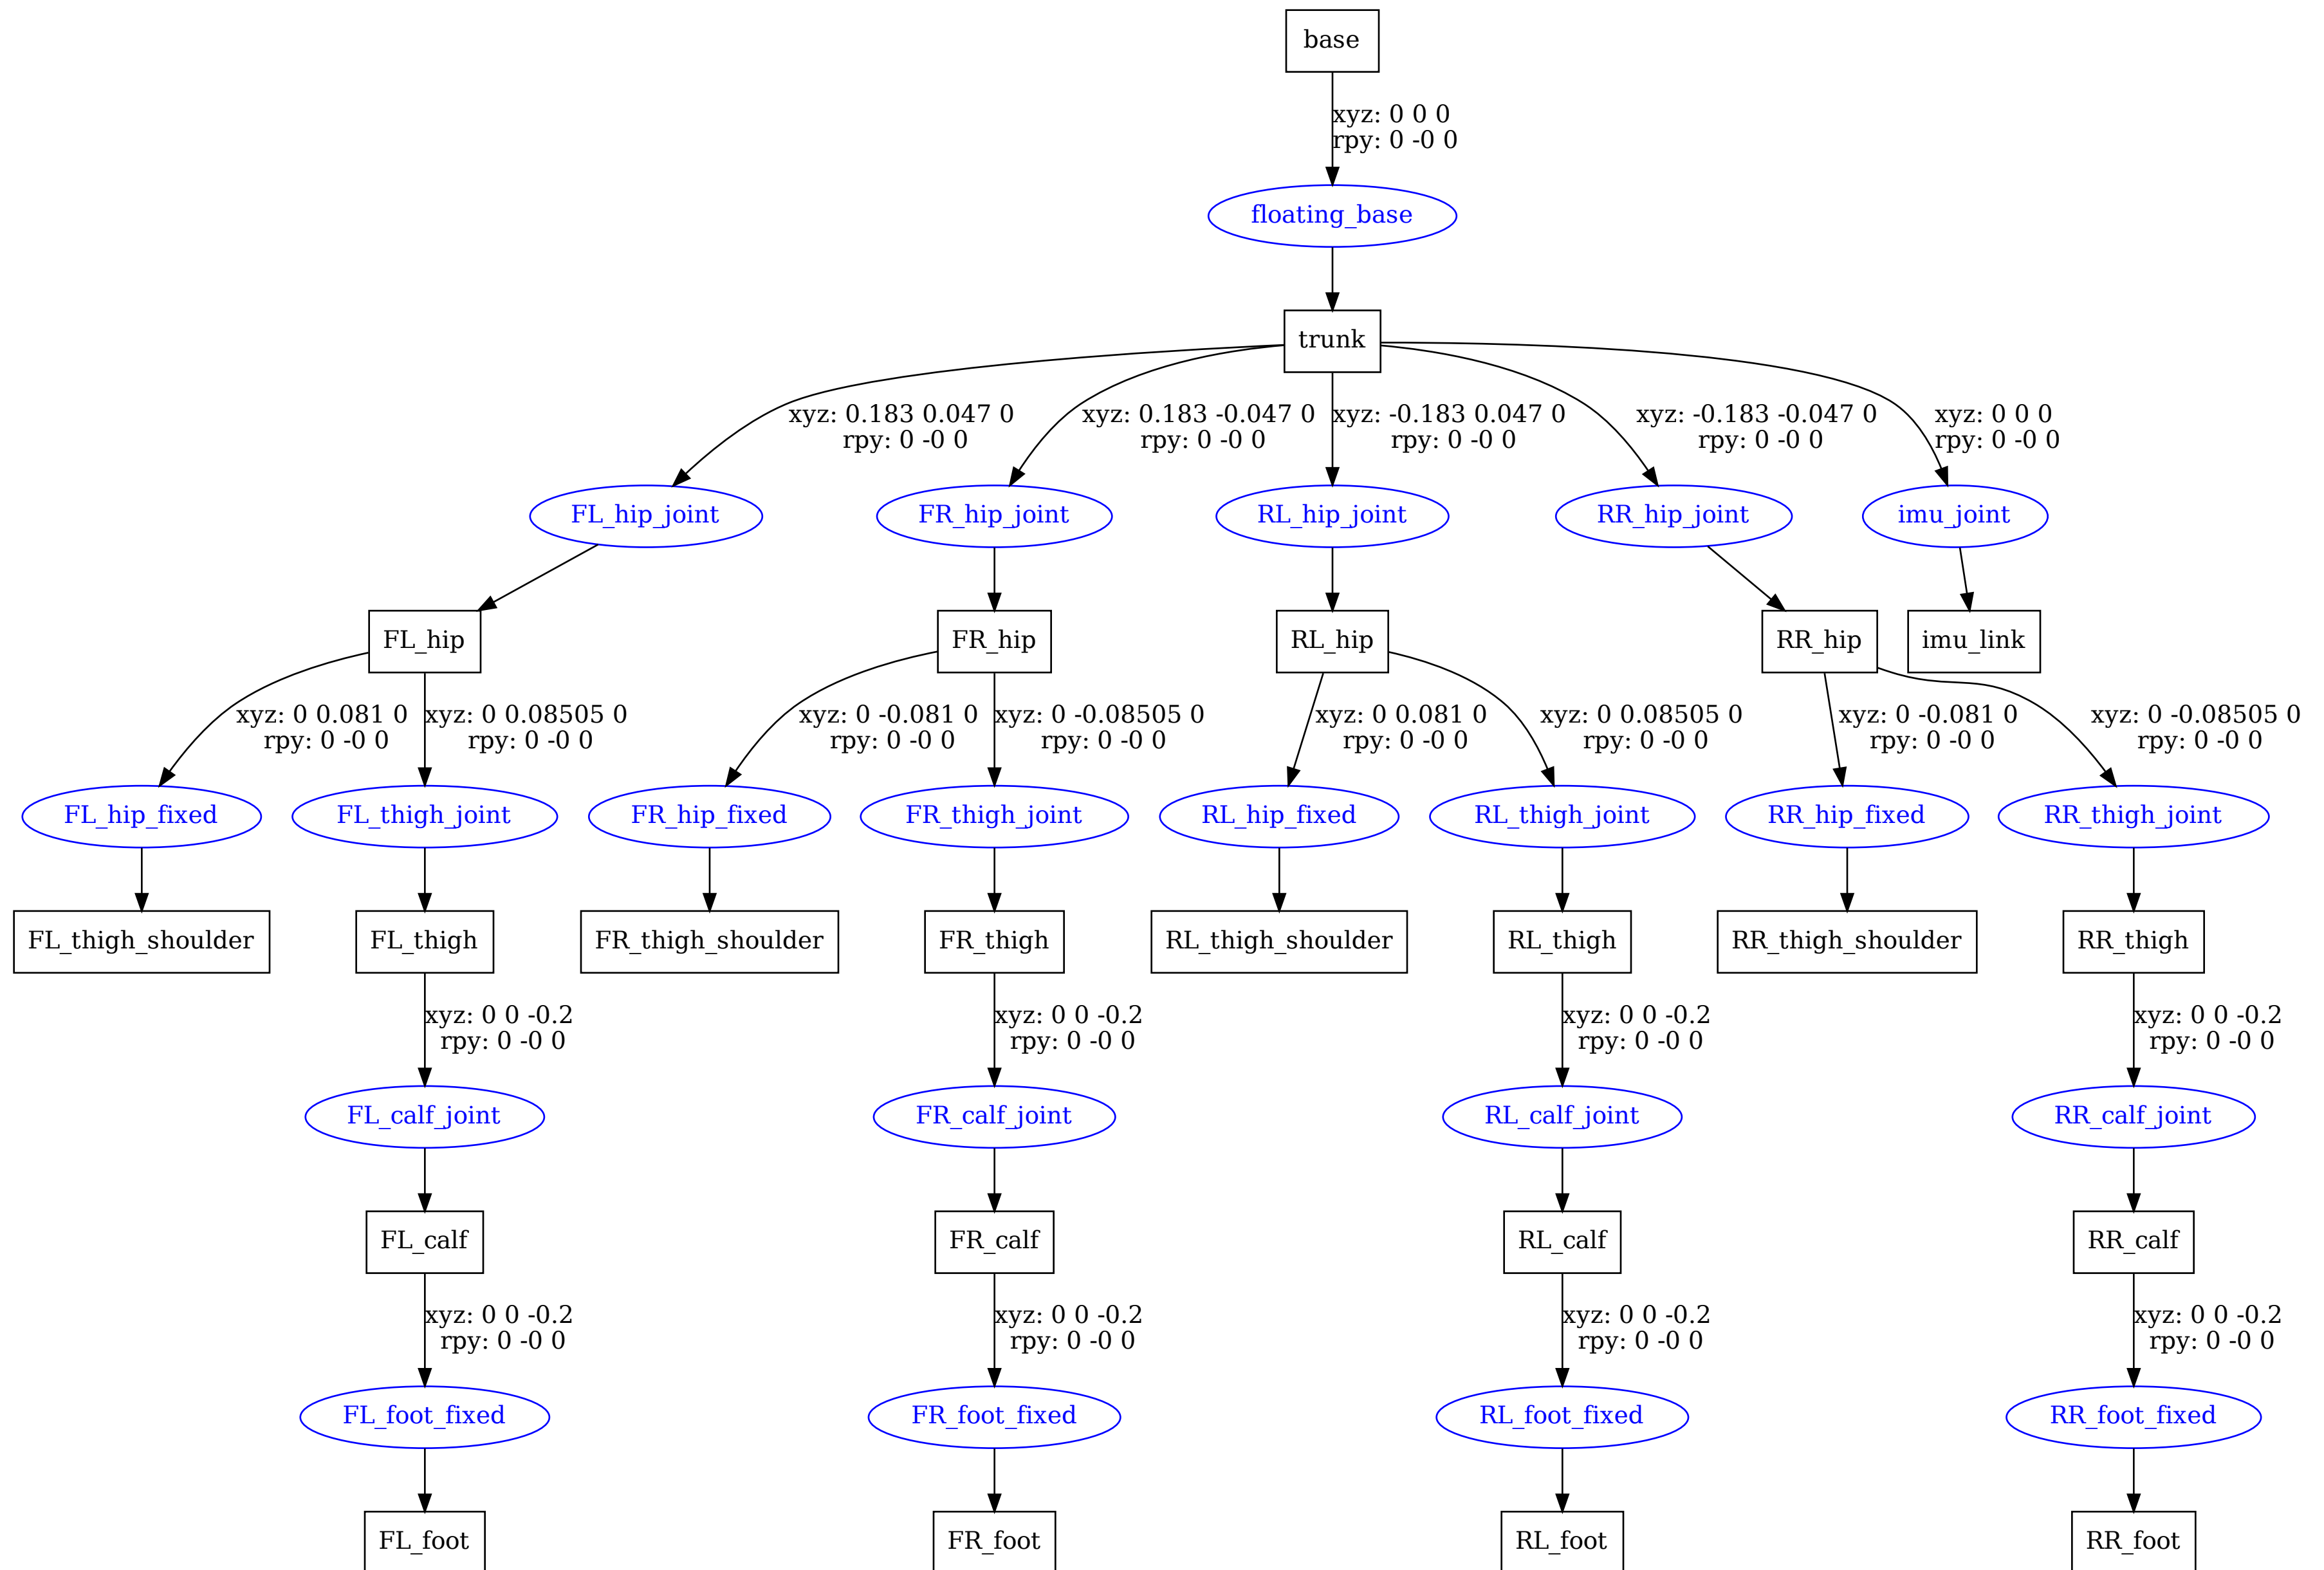 base
xyz: 0 0 0
rpy: 0 -0 0
floating_base
trunk
xyz: 0.183 0.047 0
rpy: 0 -0 0
xyz: 0.183 -0.047 0
rpy: 0 -0 0
xyz: -0.183 0.047 0
rpy: 0 -0 0
xyz: -0.183 -0.047 0
rpy: 0 -0 0
xyz: 0 0 0
rpy: 0 -0 0
FL_hip_joint
FR_hip_joint
RL_hip_joint
RR_hip_joint
imu_joint
FL_hip
FR_hip
RL_hip
RR_hip
imu_link
xyz: 0 0.081 0
rpy: 0 -0 0
xyz: 0 0.08505 0
rpy: 0 -0 0
xyz: 0 -0.081 0
rpy: 0 -0 0
xyz: 0 -0.08505 0
rpy: 0 -0 0
xyz: 0 0.081 0
rpy: 0 -0 0
xyz: 0 0.08505 0
rpy: 0 -0 0
xyz: 0 -0.081 0
rpy: 0 -0 0
xyz: 0 -0.08505 0
rpy: 0 -0 0
FL_hip_fixed
FL_thigh_joint
FR_hip_fixed
FR_thigh_joint
RL_hip_fixed
RL_thigh_joint
RR_hip_fixed
RR_thigh_joint
FL_thigh_shoulder
FL_thigh
FR_thigh_shoulder
FR_thigh
RL_thigh_shoulder
RL_thigh
RR_thigh_shoulder
RR_thigh
xyz: 0 0 -0.2
rpy: 0 -0 0
xyz: 0 0 -0.2
rpy: 0 -0 0
xyz: 0 0 -0.2
rpy: 0 -0 0
xyz: 0 0 -0.2
rpy: 0 -0 0
FL_calf_joint
FR_calf_joint
RL_calf_joint
RR_calf_joint
FL_calf
FR_calf
RL_calf
RR_calf
xyz: 0 0 -0.2
rpy: 0 -0 0
xyz: 0 0 -0.2
rpy: 0 -0 0
xyz: 0 0 -0.2
rpy: 0 -0 0
xyz: 0 0 -0.2
rpy: 0 -0 0
FL_foot_fixed
FR_foot_fixed
RL_foot_fixed
RR_foot_fixed
FL_foot
FR_foot
RL_foot
RR_foot